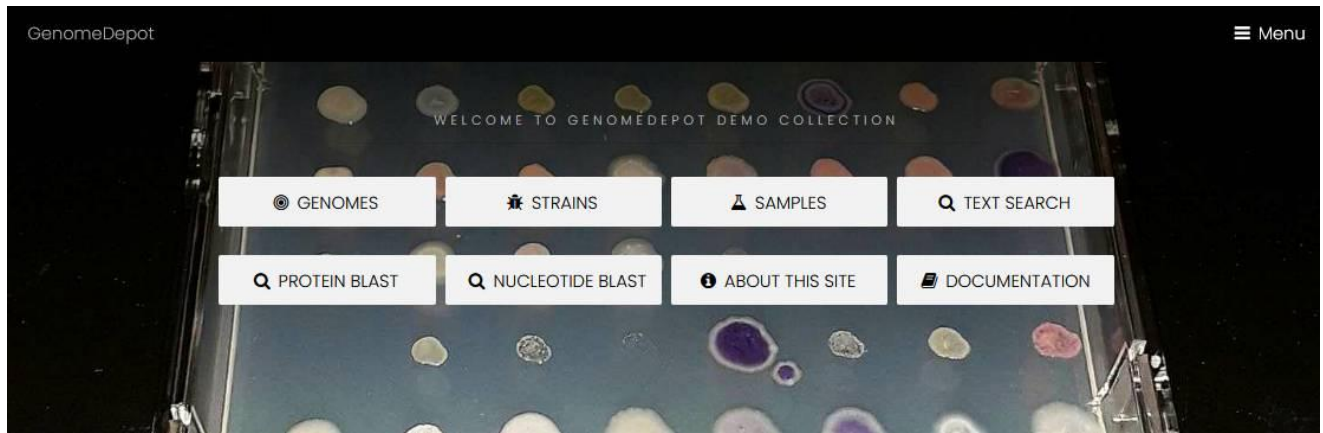 GenomeDepot
Menu
WELCOME TO GENOMEDEPOT DEMO COLLECTION
GENOMES STRAINS SAMPLES TEXT SEARCH
PROTEIN BLAST NUCLEOTIDE BLAST ABOUT THIS SITE DOCUMENTATION